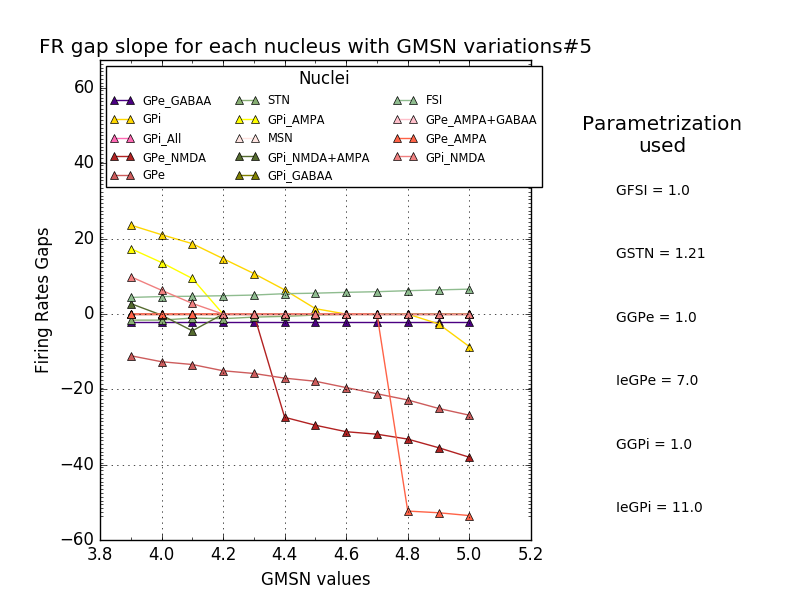 FR gap slope for each nucleus with GMSN variations#5
Nuclei
GPe_GABAA
STN
FSI
GPi
GPi_AMPA
GPe_AMPA+GABAA
GPi_All
MSN
GPe_AMPA
GPe_NMDA
GPi_NMDA+AMPA
GPi_NMDA
GPe
GPi_GABAA
Firing Rates Gaps
60
40
20
0
−20
−40
−60
3.8
4.0
4.2
4.4
4.6
4.8
5.0
5.2
GMSN values
Parametrization
used
GFSI = 1.0
GSTN = 1.21
GGPe = 1.0
IeGPe = 7.0
GGPi = 1.0
IeGPi = 11.0